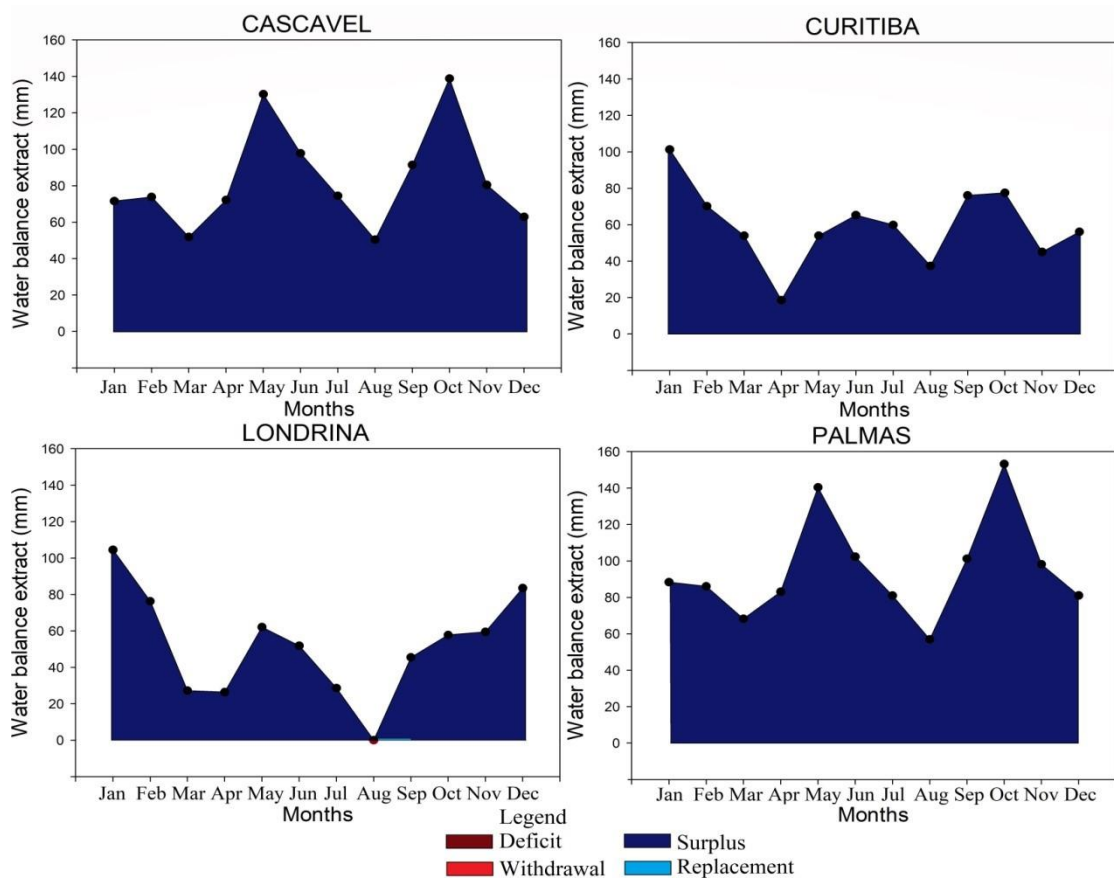 CASCAVEL
Water balance extract (mm)
160
140
120
100
80
60
40
20
0
Jan Feb Mar Apr May Jun Jul Aug Sep Oct Nov Dec
Months
CURITIBA
Water balance extract (mm)
160
140
120
100
80
60
40
20
0
Jan Feb Mar Apr May Jun Jul Aug Sep Oct Nov Dec
Months
LONDRINA
Water balance extract (mm)
160
140
120
100
80
60
40
20
0
Jan Feb Mar Apr May Jun Jul Aug Sep Oct Nov Dec
Months
PALMAS
Water balance extract (mm)
160
140
120
100
80
60
40
20
0
Jan Feb Mar Apr May Jun Jul Aug Sep Oct Nov Dec
Months
Legend
Deficit
Surplus
Withdrawal
Replacement